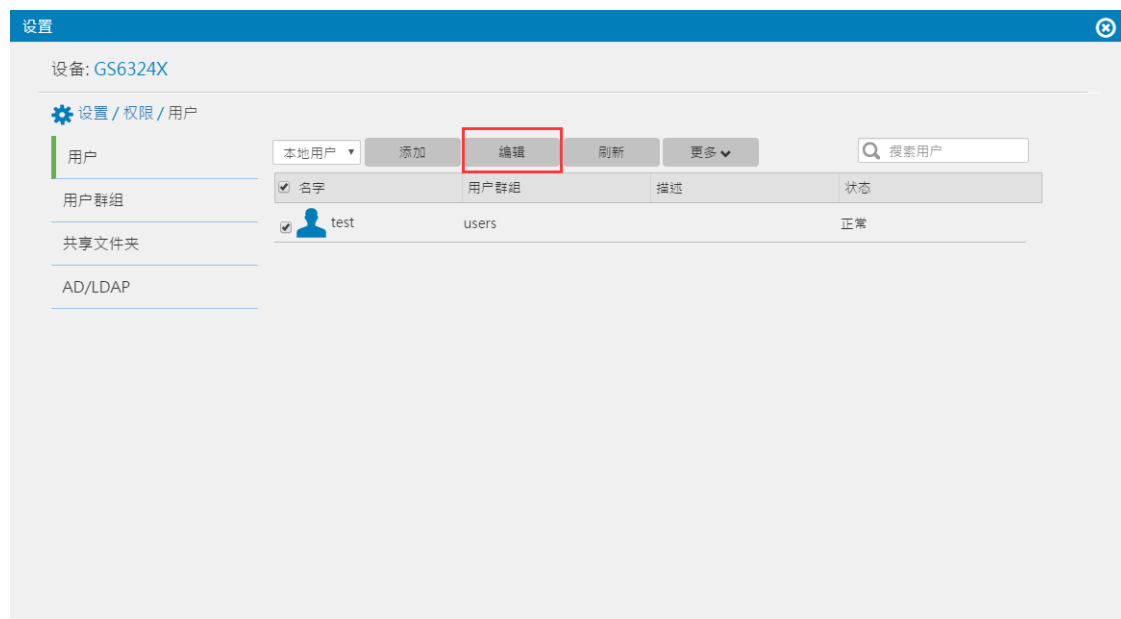 设置
设备: GS6324X
设置 / 权限 / 用户
用户
用户群组
共享文件夹
AD/LDAP
本地用户 添加 编辑 刷新 更多 搜索用户
名字 用户群组 描述 状态
test users 正常